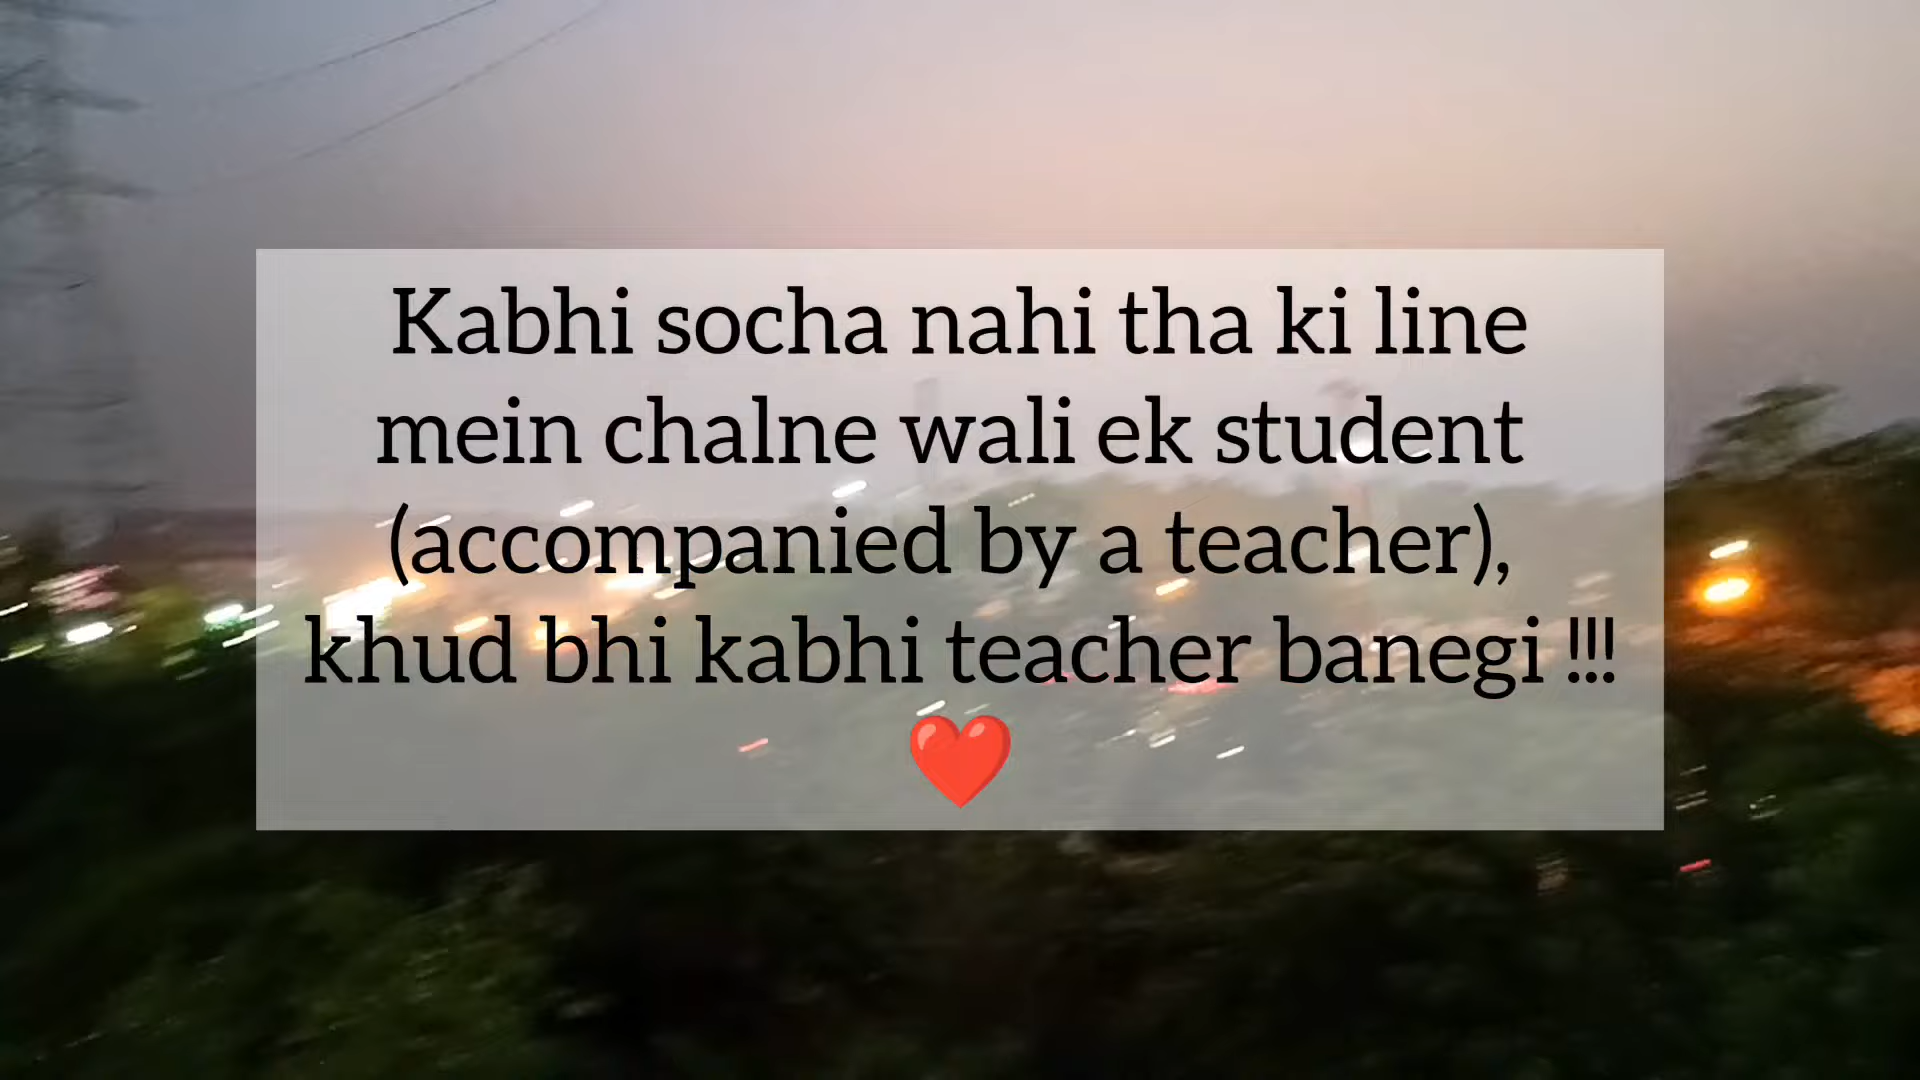 Kabhi socha nahi tha ki line
mein chalne wali ek student
(accompanied by a teacher),
khud bhi kabhi teacher banegi !!!
❤️